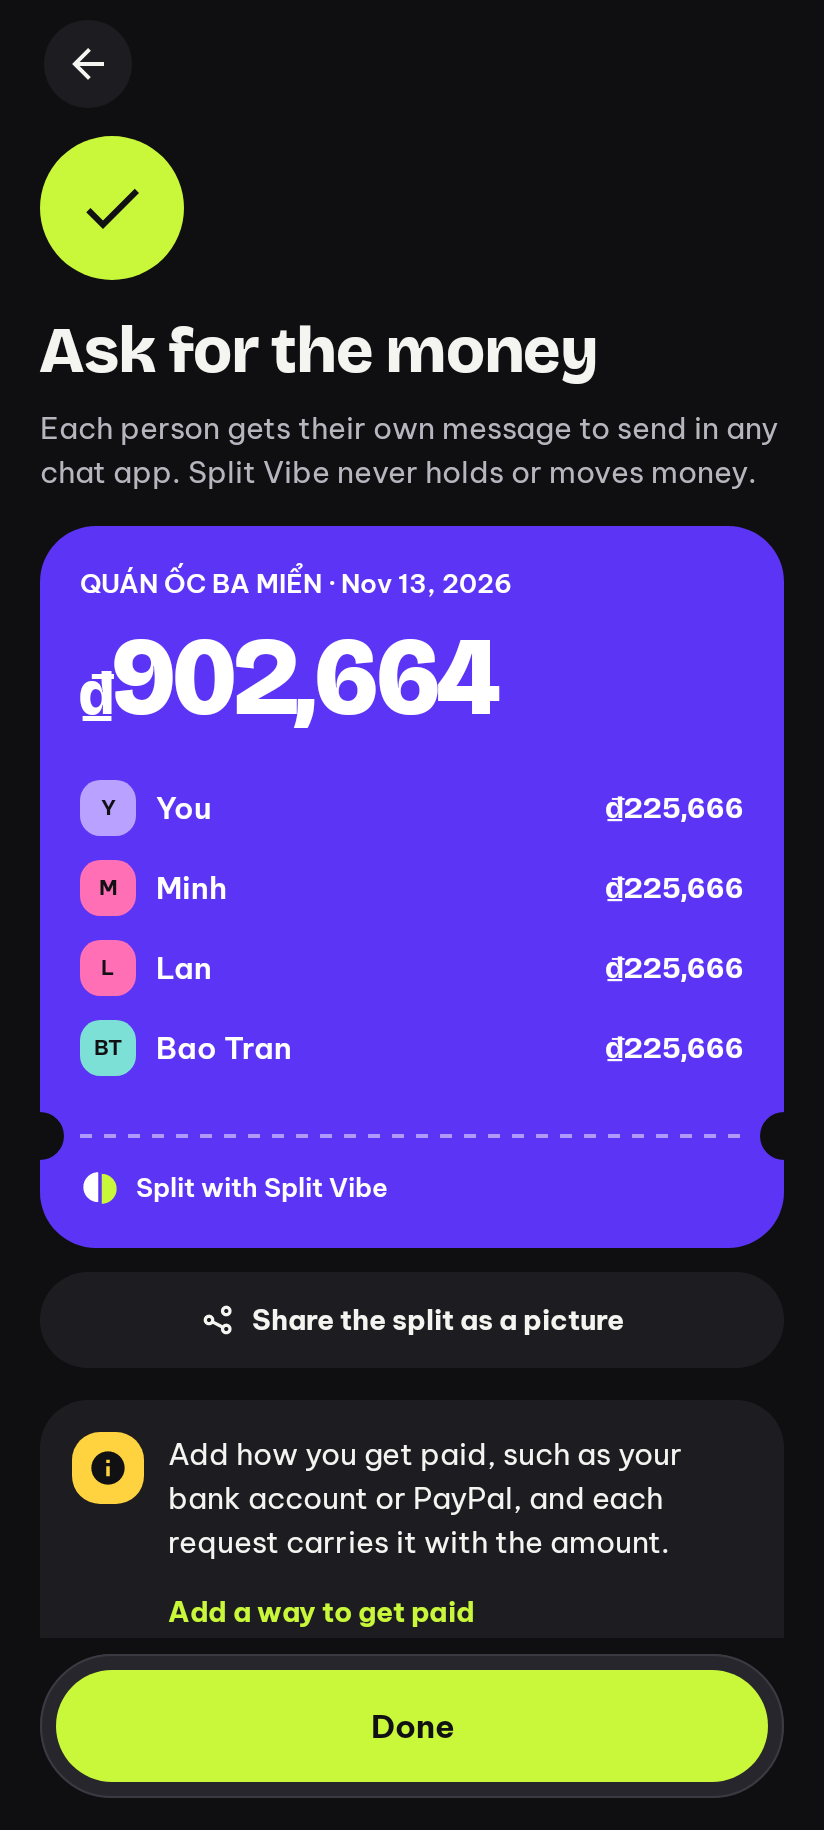 Ask for the money
Each person gets their own message to send in any
chat app. Split Vibe never holds or moves money.
QUÁN ỐC BA MIỂN · Nov 13, 2026
₫902,664
Y You ₫225,666
M Minh ₫225,666
L Lan ₫225,666
BT Bao Tran ₫225,666
Split with Split Vibe
Share the split as a picture
Add how you get paid, such as your
bank account or PayPal, and each
request carries it with the amount.
Add a way to get paid
Done